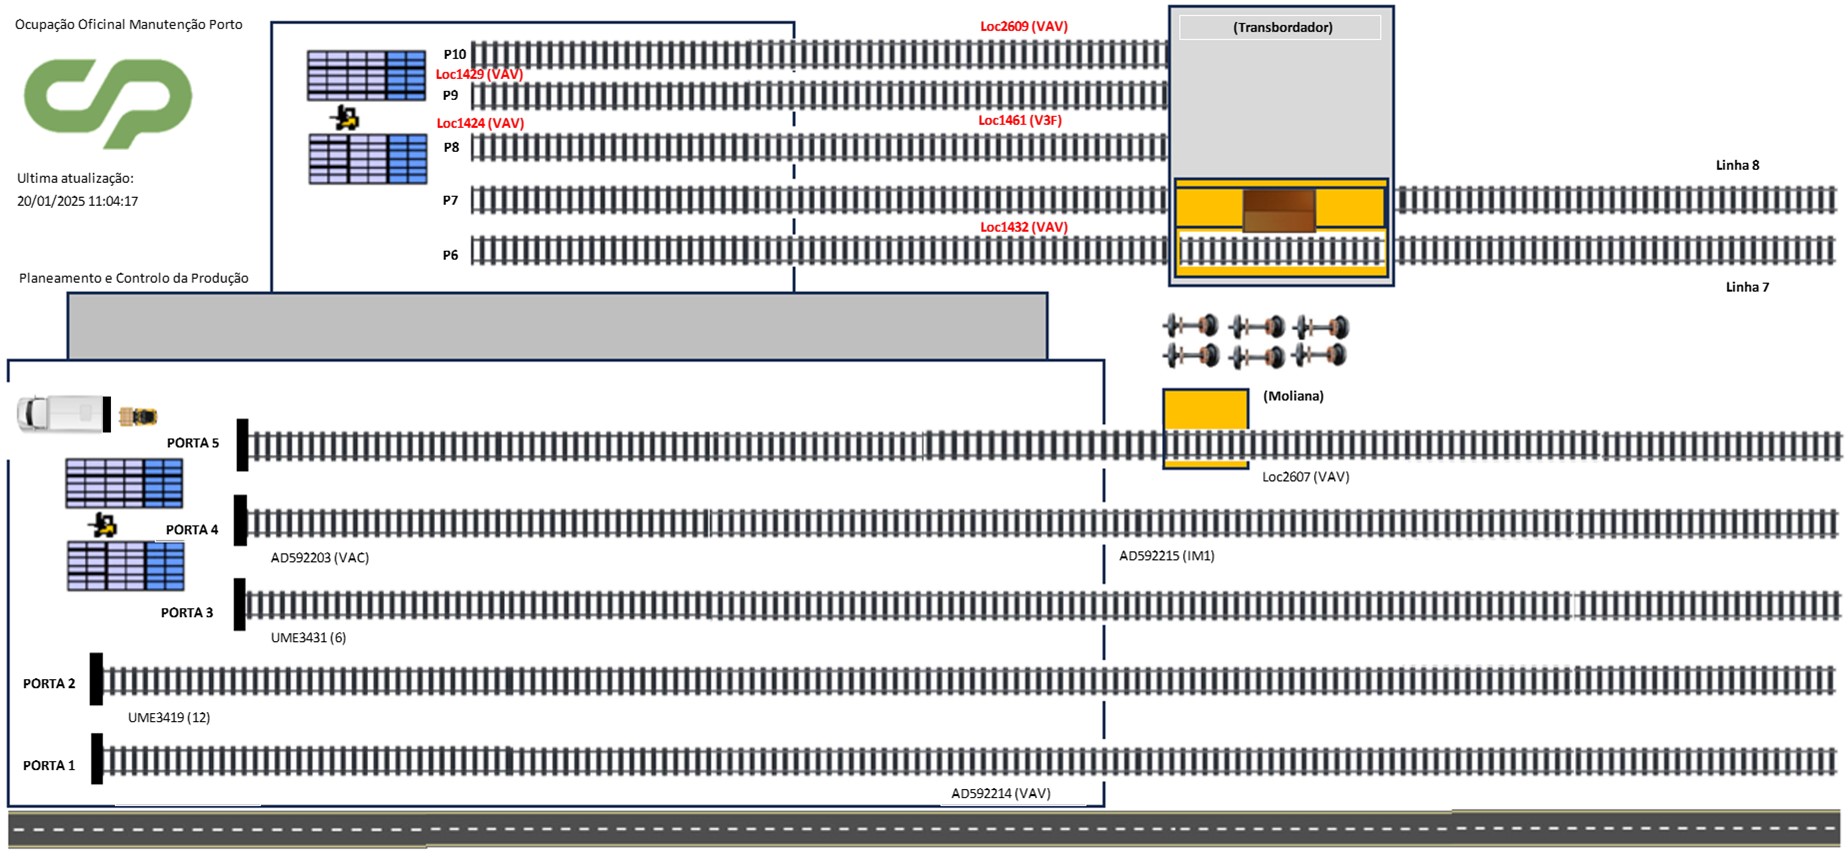 Ocupação Oficinal Manutenção Porto
cp
Ultima atualização:
20/01/2025 11:04:17
Planeamento e Controlo da Produção
Loc2609 (VAV)
P10
Loc1429 (VAV)
P9
Loc1424 (VAV)
Loc1461 (V3F)
P8
P7
Loc1432 (VAV)
P6
(Transbordador)
Linha 8
Linha 7
(Moliana)
PORTA 5
Loc2607 (VAV)
PORTA 4
AD592203 (VAC)
AD592215 (IM1)
PORTA 3
UME3431 (6)
PORTA 2
UME3419 (12)
PORTA 1
AD592214 (VAV)